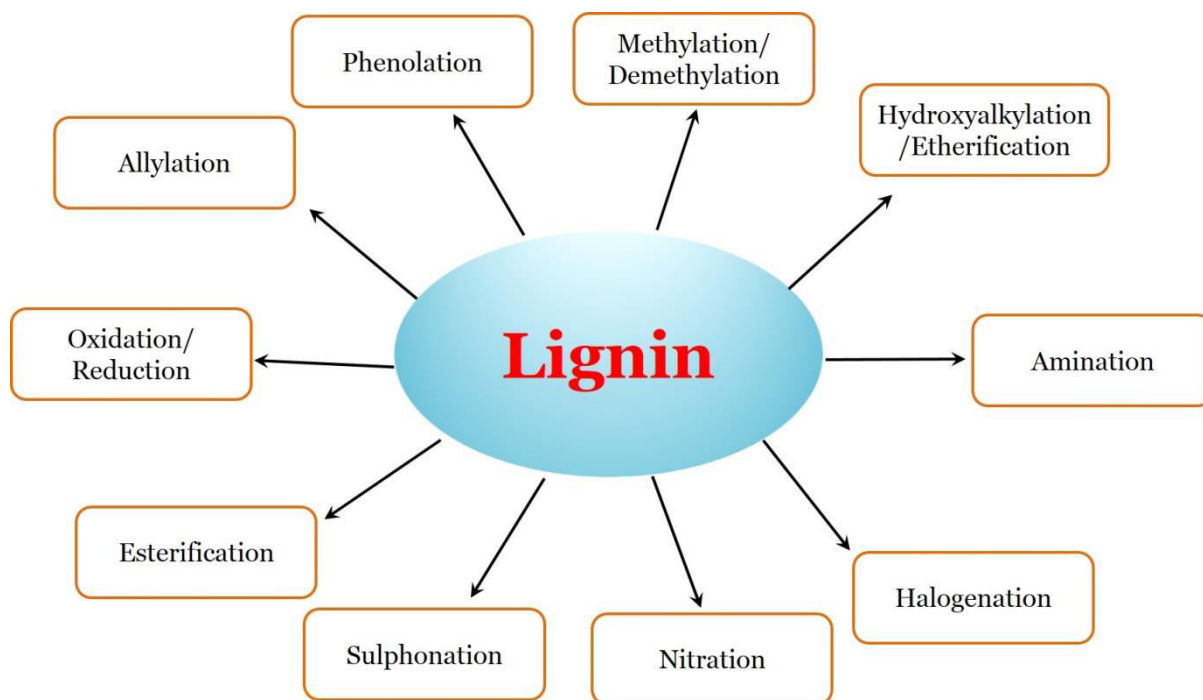 Methylation/
Demethylation
Phenolation
Hydroxyalkylation
/Etherification
Allylation
Lignin
Oxidation/
Reduction
Amination
Esterification
Halogenation
Sulphonation
Nitration